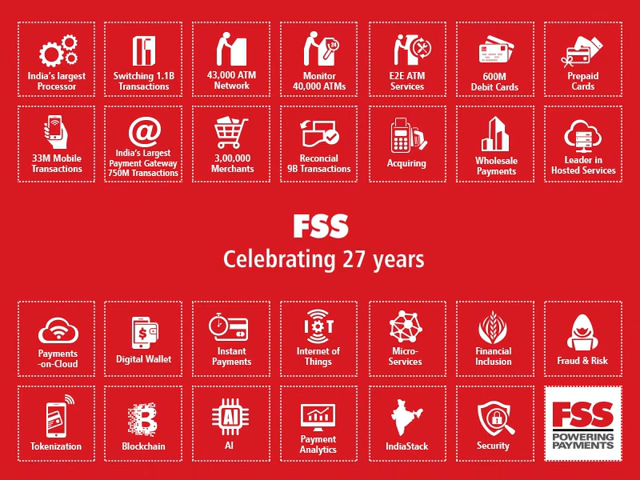 India's largest
Processor
Switching 1.1B
Transactions
43,000 ATM
Network
Monitor
40,000 ATMs
E2E ATM
Services
600M
Debit Cards
Prepaid
Cards
33M Mobile
Transactions
@
India's Largest
Payment Gateway
750M Transactions
3,00,000
Merchants
Reconcial
9B Transactions
Acquiring
Wholesale
Payments
Leader in
Hosted Services
FSS
Celebrating 27 years
Payments
-on-Cloud
$
Digital Wallet
Instant
Payments
IOT
Internet of
Things
Micro-
Services
Financial
Inclusion
Fraud & Risk
Tokenization
Blockchain
AI
AI
Payment
Analytics
IndiaStack
Security
FSS
POWERING
PAYMENTS